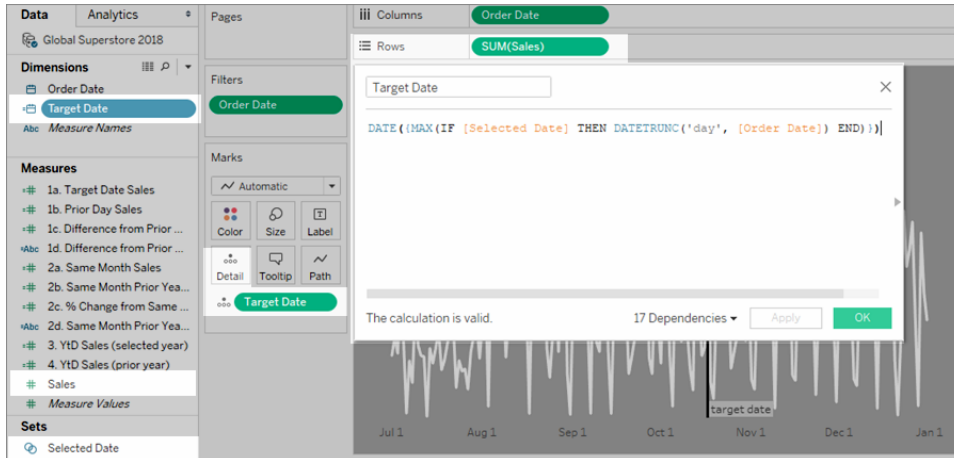 Data Analytics
Global Superstore 2018
Dimensions
Order Date
Target Date
Abc Measure Names
Measures
1a. Target Date Sales
1b. Prior Day Sales
1c. Difference from Prior ...
Abc 1d. Difference from Prior ...
2a. Same Month Sales
2b. Same Month Prior Yea...
2c. % Change from Same ...
Abc 2d. Same Month Prior Yea...
3. YtD Sales (selected year)
4. YtD Sales (prior year)
Sales
Measure Values
Sets
Selected Date
Pages
Filters
Order Date
Marks
Automatic
Color Size Label
Detail Tooltip Path
Target Date
Columns Order Date
Rows SUM(Sales)
Target Date
DATE({MAX(IF [Selected Date] THEN DATETRUNC('day', [Order Date]) END)})
The calculation is valid. 17 Dependencies Apply OK
target date
Jul 1 Aug 1 Sep 1 Oct 1 Nov 1 Dec 1 Jan 1